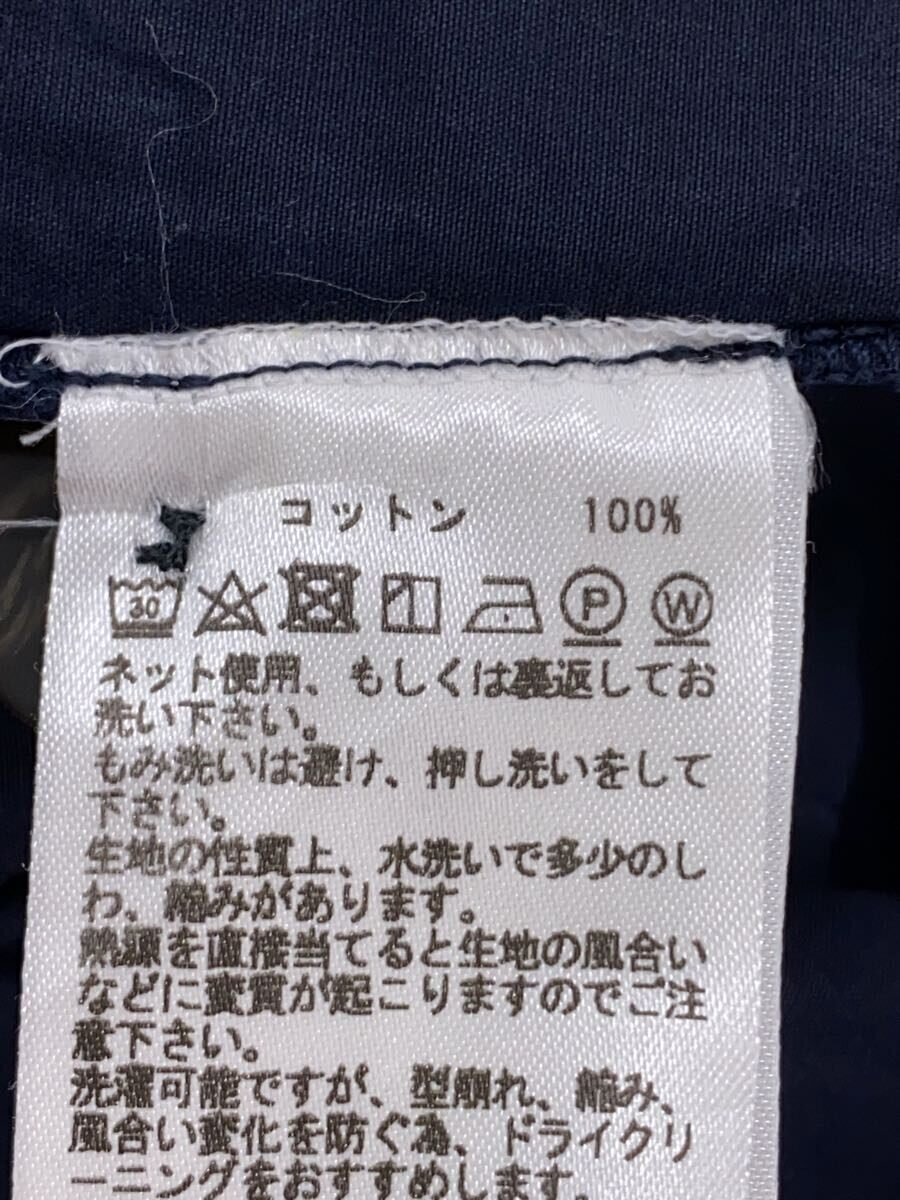 コットン 100%
30 P W
ネット使用、もしくは裏返してお
洗い下さい。
もみ洗いは避け、押し洗いをして
下さい。
生地の性質上、水洗いで多少のし
わ、縮みがあります。
熱源を直接当てると生地の風合い
などに変質が起こりますのでご注
意下さい。
洗濯可能ですが、型崩れ、縮み、
風合い変化を防ぐ為、ドライクリ
ーニングをおすすめします。